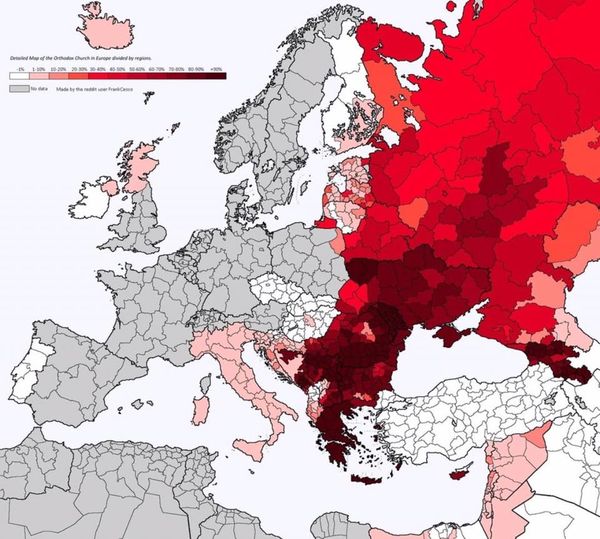 Detailed Map of the Orthodox Church in Europe divided by regions.
-1% 1-10% 10-20% 20-30% 30-40% 40-50% 50-60% 60-70% 70-80% 80-90% +90%
No data Made by the reddit user FrankCesco